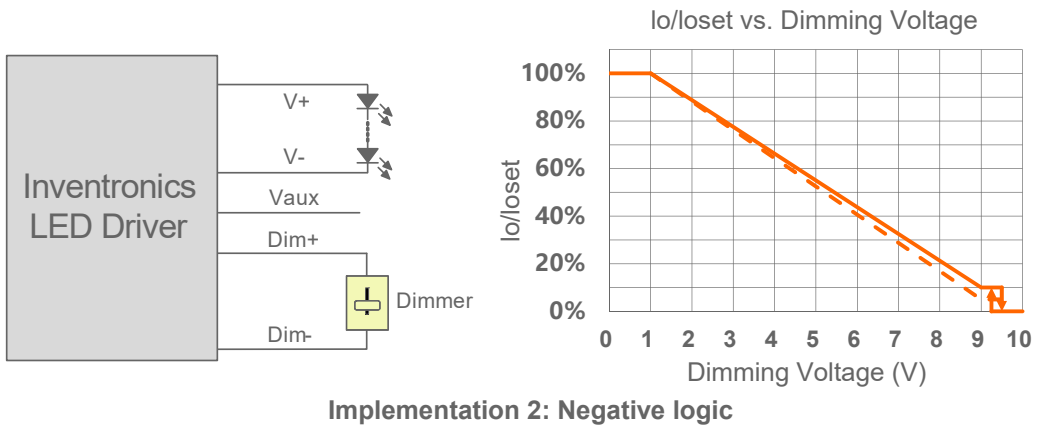 Inventronics
LED Driver
V+
V-
Vaux
Dim+
Dim-
Dimmer
Io/Ioset vs. Dimming Voltage
Io/Ioset
100%
80%
60%
40%
20%
0%
0 1 2 3 4 5 6 7 8 9 10
Dimming Voltage (V)
Implementation 2: Negative logic